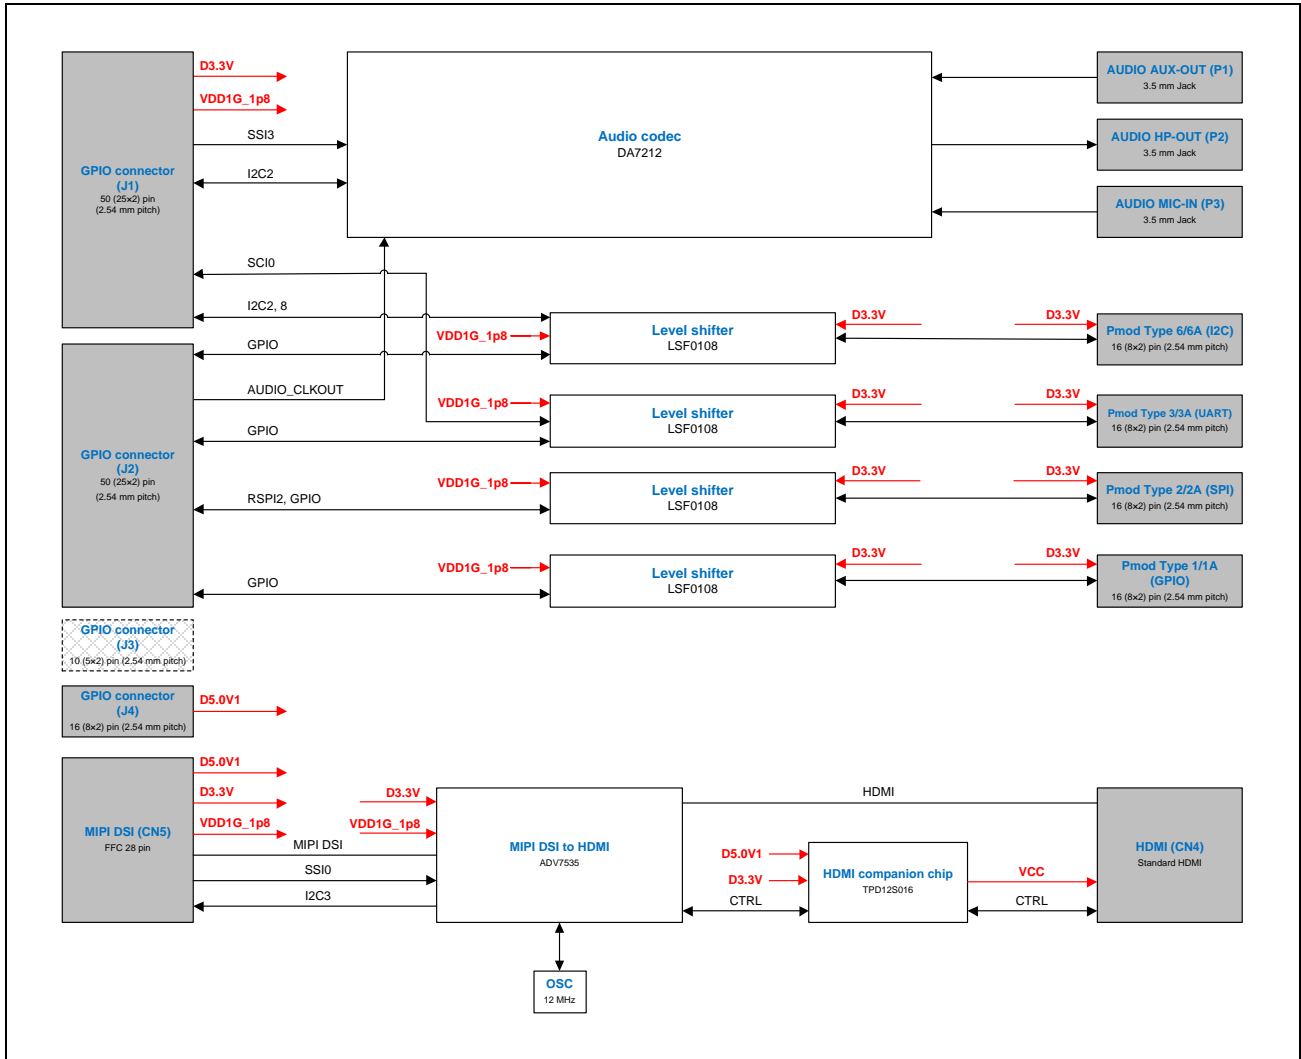 D3.3V
VDD1G_1p8
SSI3
I2C2
GPIO connector
(J1)
50 (25×2) pin
(2.54 mm pitch)
SCI0
I2C2, 8
Audio codec
DA7212
AUDIO AUX-OUT (P1)
3.5 mm Jack
AUDIO HP-OUT (P2)
3.5 mm Jack
AUDIO MIC-IN (P3)
3.5 mm Jack
GPIO connector
(J2)
50 (25×2) pin
(2.54 mm pitch)
GPIO
AUDIO_CLKOUT
GPIO
RSPI2, GPIO
GPIO
VDD1G_1p8
Level shifter
LSF0108
D3.3V
D3.3V
Pmod Type 6/6A (I2C)
16 (8×2) pin (2.54 mm pitch)
VDD1G_1p8
Level shifter
LSF0108
D3.3V
D3.3V
Pmod Type 3/3A (UART)
16 (8×2) pin (2.54 mm pitch)
VDD1G_1p8
Level shifter
LSF0108
D3.3V
D3.3V
Pmod Type 2/2A (SPI)
16 (8×2) pin (2.54 mm pitch)
VDD1G_1p8
Level shifter
LSF0108
D3.3V
D3.3V
Pmod Type 1/1A
(GPIO)
16 (8×2) pin (2.54 mm pitch)
GPIO connector
(J3)
10 (5×2) pin (2.54 mm pitch)
GPIO connector
(J4)
16 (8×2) pin (2.54 mm pitch)
D5.0V1
MIPI DSI (CN5)
FFC 28 pin
D5.0V1
D3.3V
VDD1G_1p8
MIPI DSI
SSI0
I2C3
D3.3V
VDD1G_1p8
MIPI DSI to HDMI
ADV7535
OSC
12 MHz
HDMI
D5.0V1
D3.3V
CTRL
HDMI companion chip
TPD12S016
VCC
CTRL
HDMI (CN4)
Standard HDMI